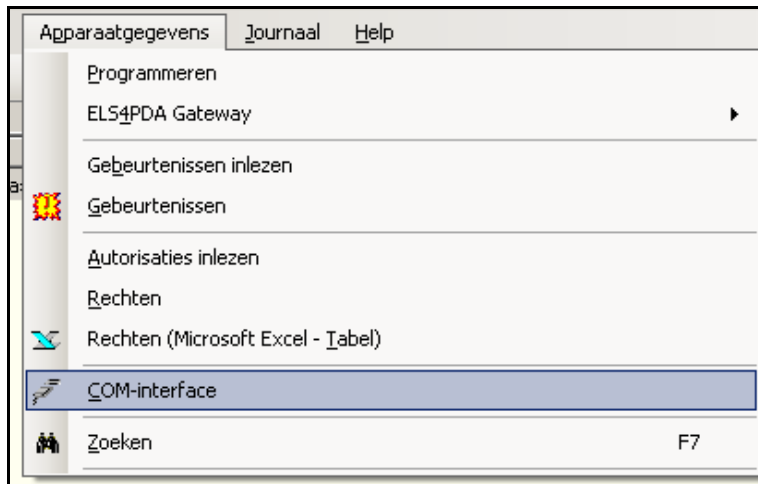 Apparaatgegevens Journaal Help
Programmeren
ELS4PDA Gateway
Gebeurtenissen inlezen
Gebeurtenissen
Autorisaties inlezen
Rechten
Rechten (Microsoft Excel - Tabel)
COM-interface
Zoeken F7